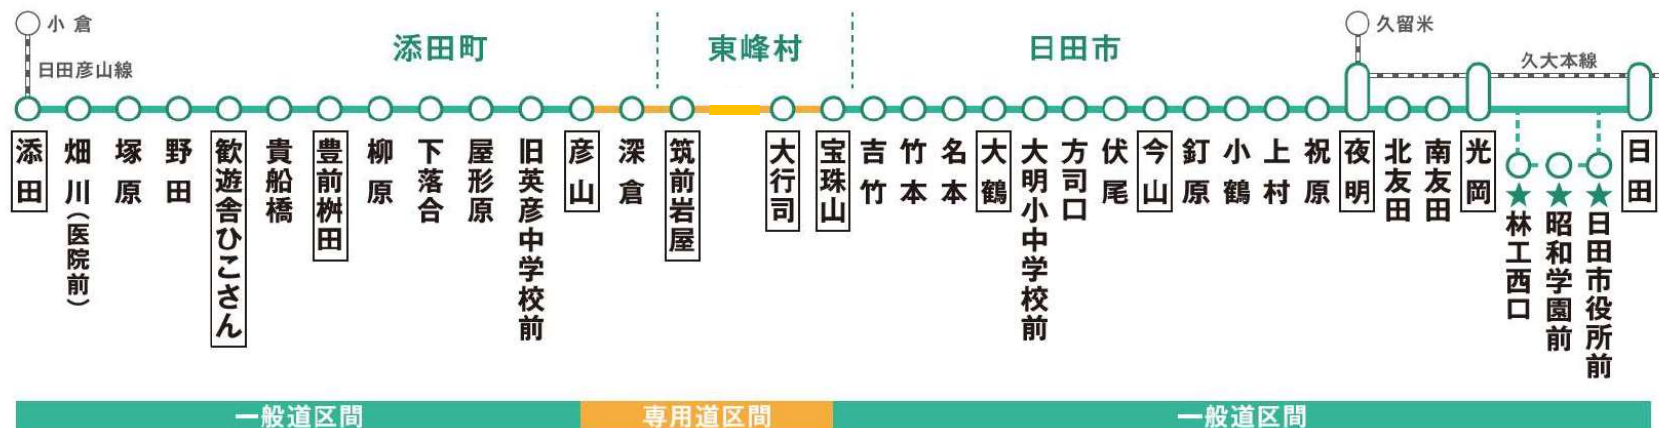 小倉
日田彦山線
添田町
東峰村
日田市
久留米
久大本線
添田
畑川(医院前)
塚原
野田
歓遊舎ひこさん
貴船橋
豊前桝田
柳原
下落合
屋形原
旧英彦中学校前
彦山
深倉
筑前岩屋
大行司
宝珠山
吉竹
竹本
名本
大鶴
大明小中学校前
方司口
伏尾
今山
釘原
小鶴
上村
祝原
夜明
北友田
南友田
光岡
★林工西口
★昭和学園前
★日田市役所前
日田
一般道区間
専用道区間
一般道区間